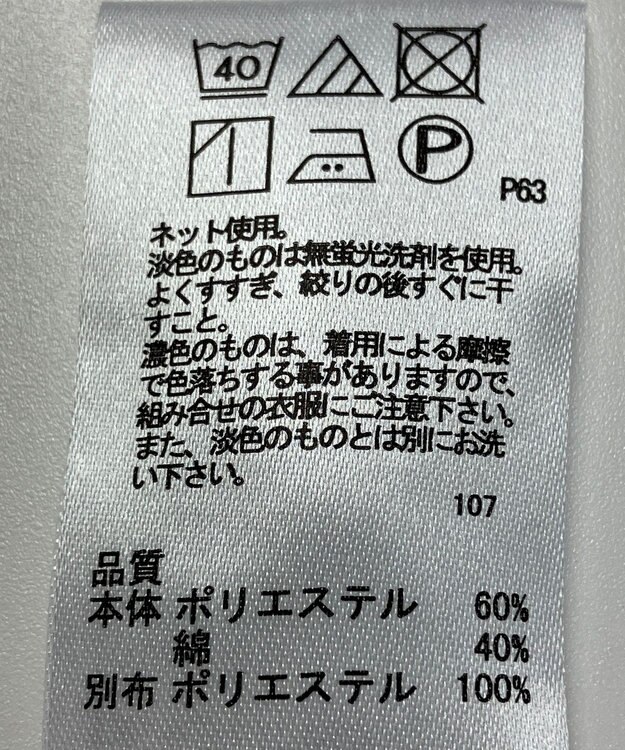 40
P
P63
ネット使用。
淡色のものは無蛍光洗剤を使用。
よくすすぎ、絞りの後すぐに干
すこと。
濃色のものは、着用による摩擦
で色落ちする事がありますので、
組み合せの衣服にご注意下さい。
また、淡色のものとは別にお洗
い下さい。
107
品質
本体 ポリエステル 60%
綿 40%
別布 ポリエステル 100%